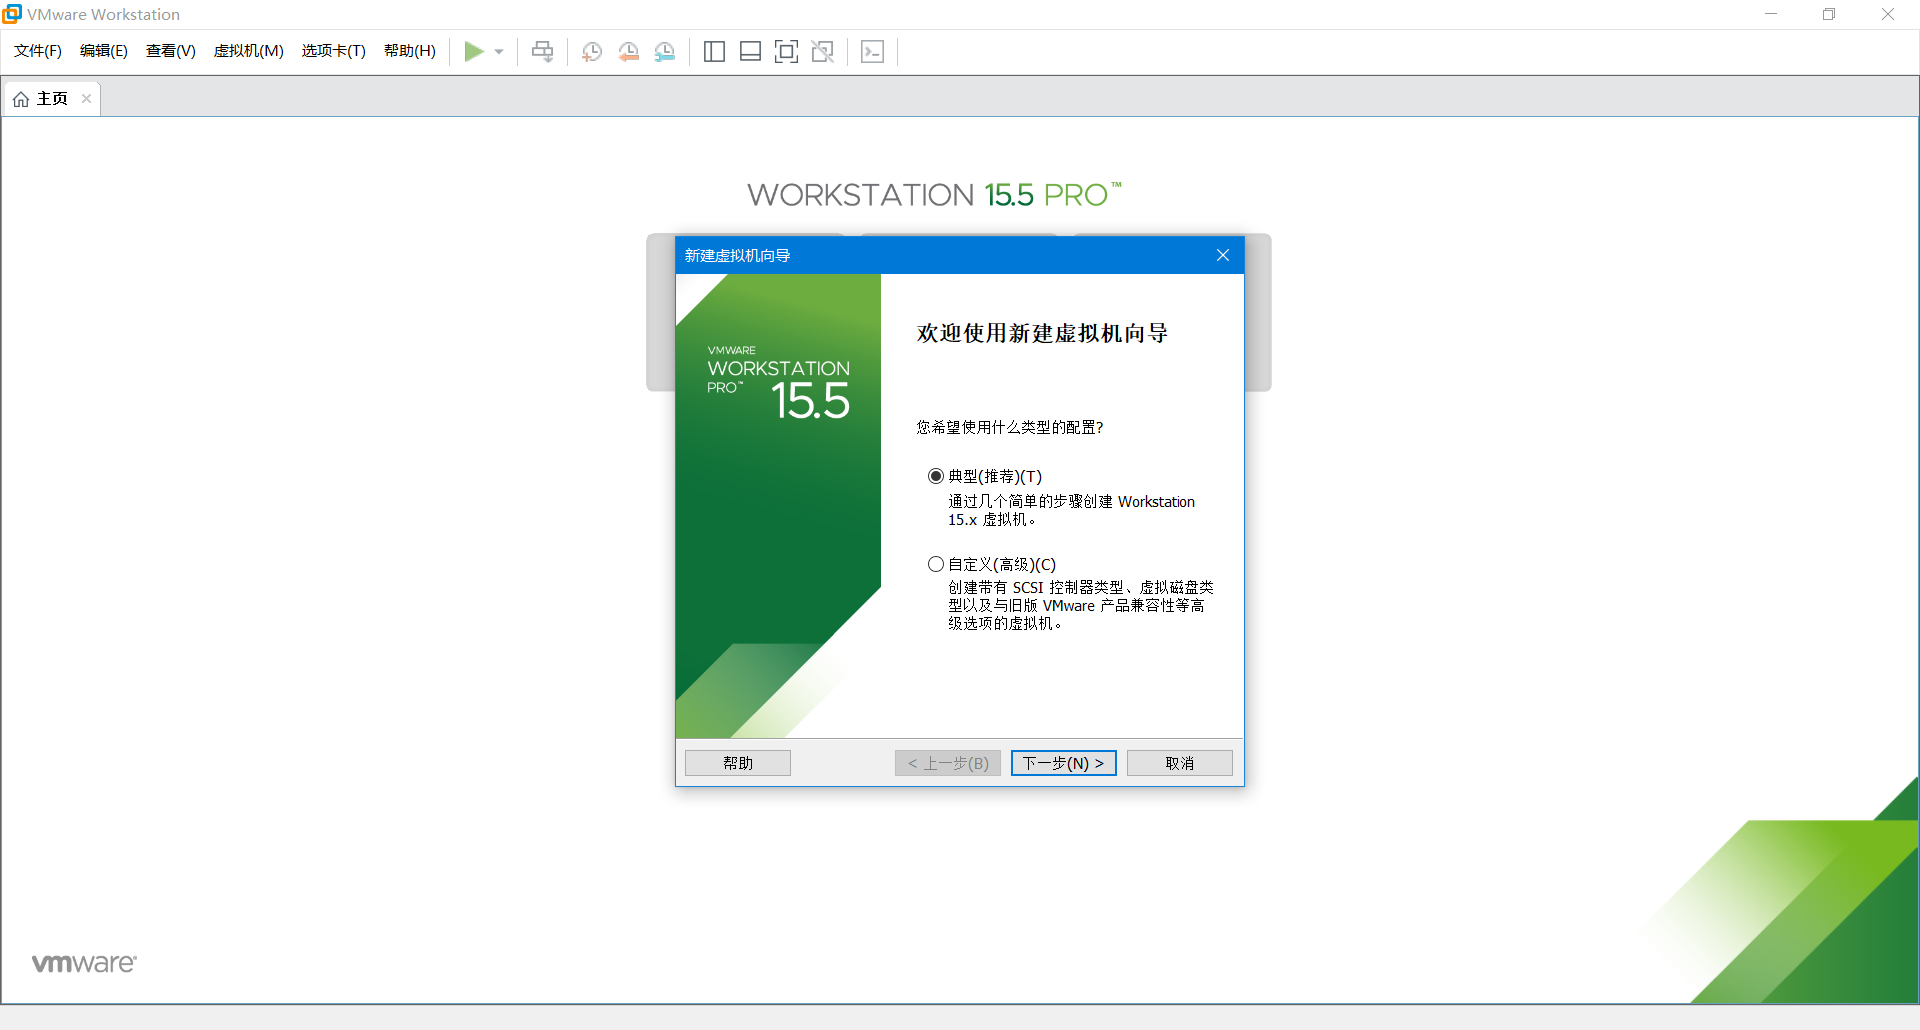 VMware Workstation
文件(F) 编辑(E) 查看(V) 虚拟机(M) 选项卡(T) 帮助(H)
主页
WORKSTATION 15.5 PRO™
新建虚拟机向导
VMWARE
WORKSTATION
PRO™ 15.5
欢迎使用新建虚拟机向导
您希望使用什么类型的配置?
典型(推荐)(T)
通过几个简单的步骤创建 Workstation
15.x 虚拟机。
自定义(高级)(C)
创建带有 SCSI 控制器类型、虚拟磁盘类
型以及与旧版 VMware 产品兼容性等高
级选项的虚拟机。
帮助 < 上一步(B) 下一步(N) > 取消
vmware®